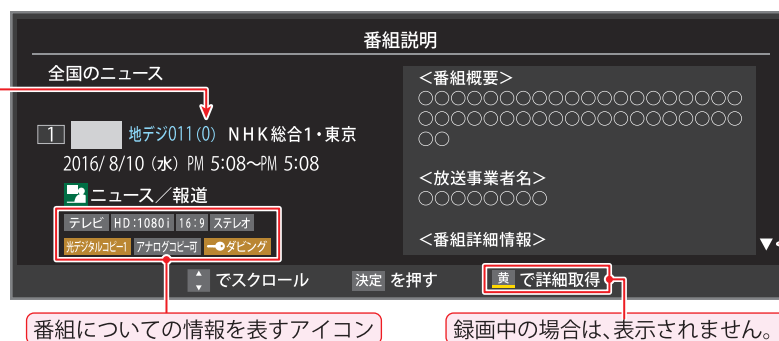 番組説明
全国のニュース
1 地デジ011(0) NHK総合1・東京
2016/ 8/10 (水) PM 5:08〜PM 5:08
ニュース／報道
テレビ HD:1080i 16:9 ステレオ
光デジタルコピー1 アナログコピー可 ダビング
<番組概要>
○○○○○○○○○○○○○○○○○○○○
○○○○○○○○○○○○○○○○○○○○
○○
<放送事業者名>
○○○○○○○○
<番組詳細情報>
でスクロール 決定 を押す 黄 で詳細取得
番組についての情報を表すアイコン
録画中の場合は、表示されません。